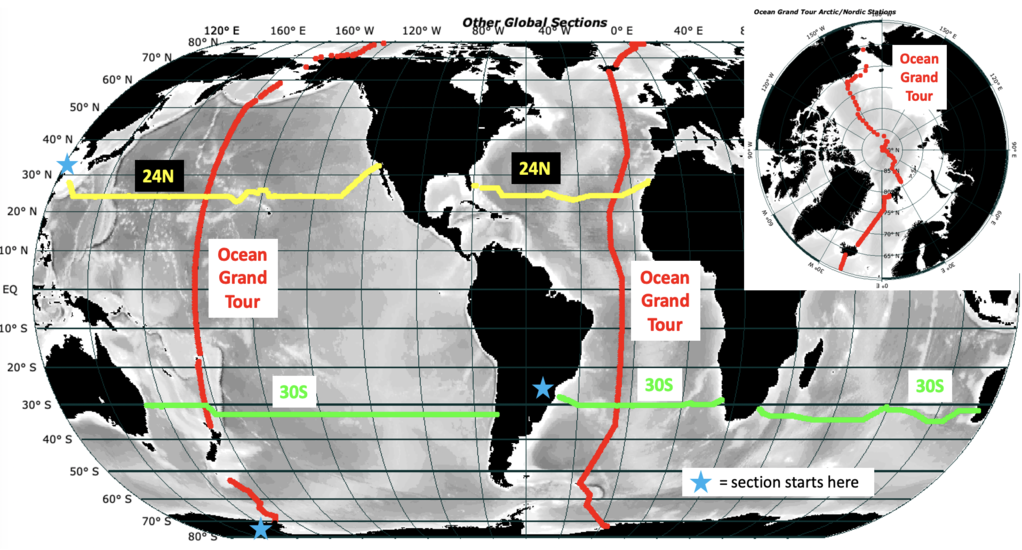 Other Global Sections
120° E 160° E 160° W 120° W 80°W 40°W 0° E 40° E 8
80° N
70° N
60° N
50° N
40° N
30° N
20° N
10° N
EQ
10° S
20° S
30° S
40° S
50° S
60° S
70° S
80° S
24N
24N
Ocean
Grand
Tour
Ocean
Grand
Tour
30S
30S
30S
= section starts here
Ocean Grand Tour Arctic/Nordic Stations
Ocean
Grand
Tour
150° W
150° E
120° W
120° E
90° W
90° E
60° W
30° W
30° E
75° N
70° N
65° N